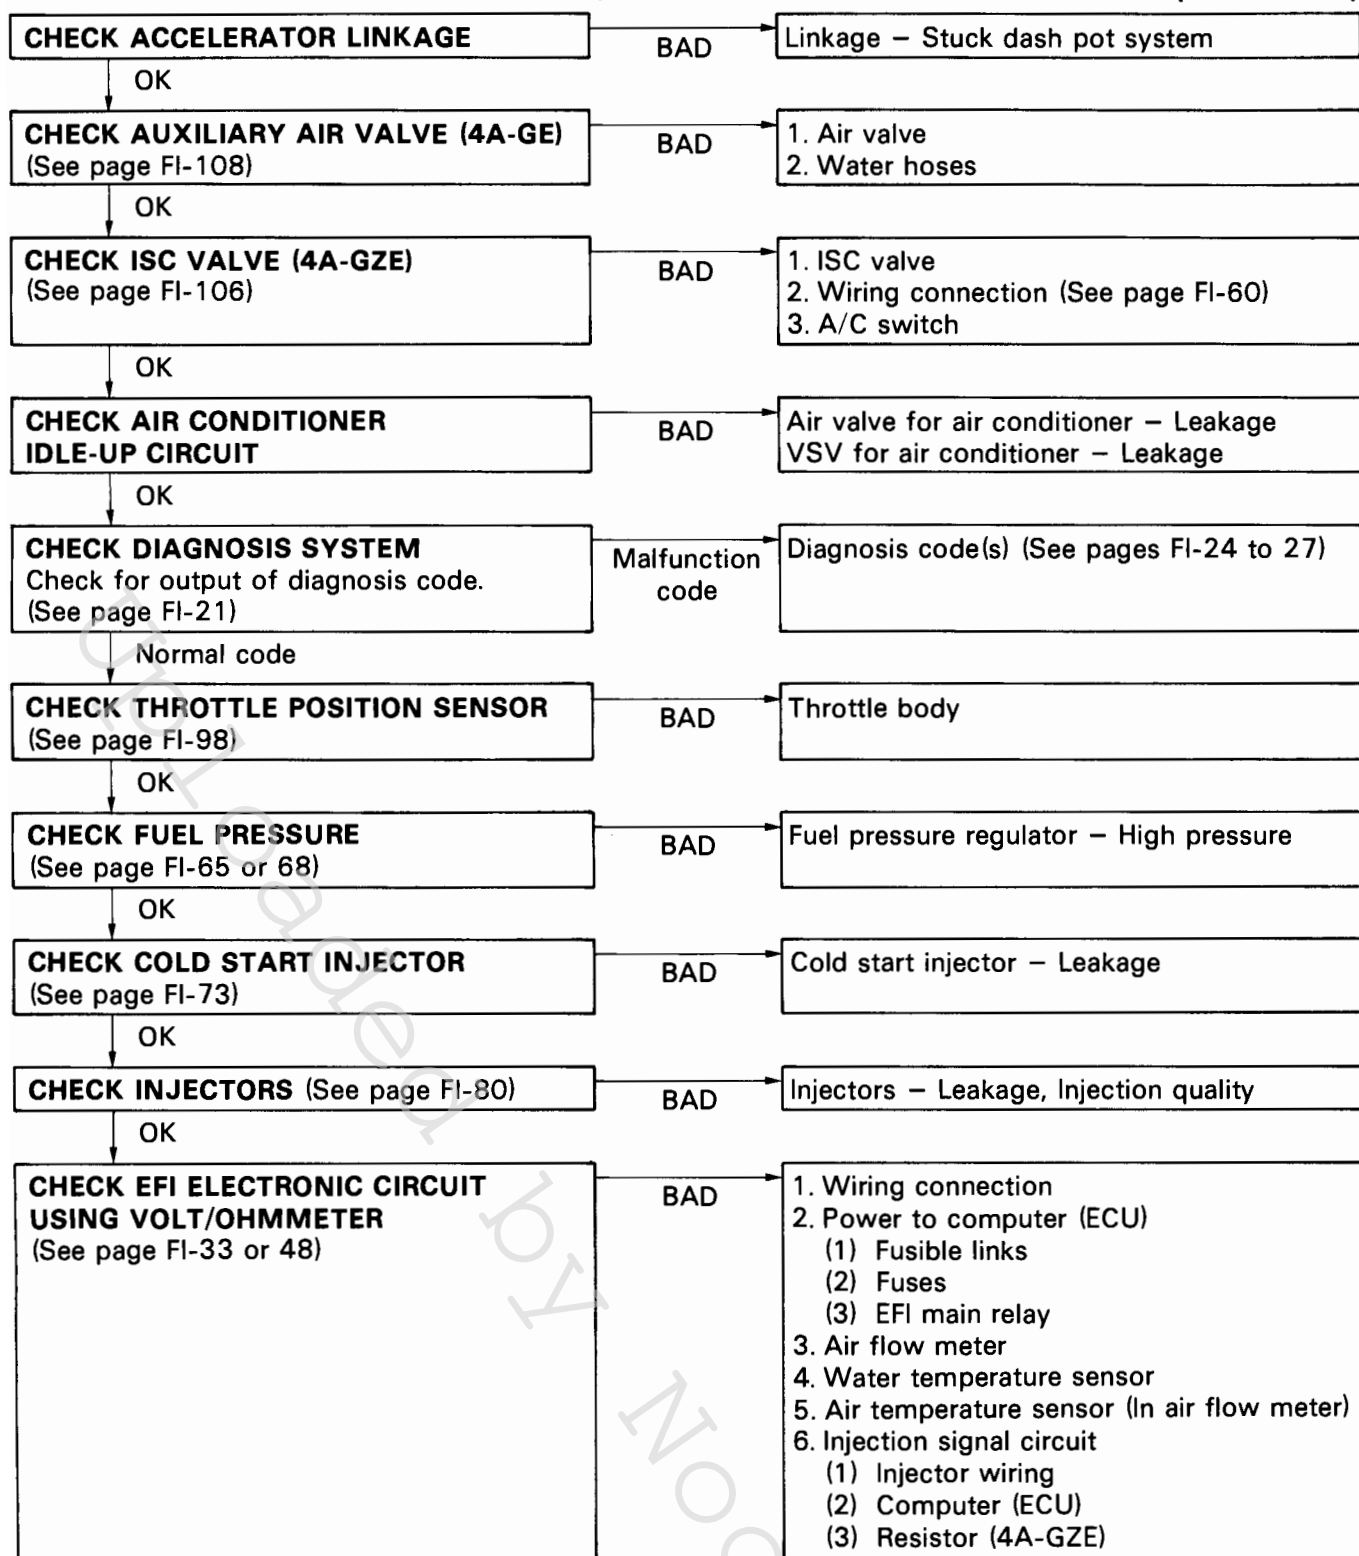 CHECK ACCELERATOR LINKAGE
BAD
Linkage — Stuck dash pot system
OK
CHECK AUXILIARY AIR VALVE (4A-GE)
(See page FI-108)
BAD
1. Air valve
2. Water hoses
OK
CHECK ISC VALVE (4A-GZE)
(See page FI-106)
BAD
1. ISC valve
2. Wiring connection (See page FI-60)
3. A/C switch
OK
CHECK AIR CONDITIONER
IDLE-UP CIRCUIT
BAD
Air valve for air conditioner — Leakage
VSV for air conditioner — Leakage
OK
CHECK DIAGNOSIS SYSTEM
Check for output of diagnosis code.
(See page FI-21)
Malfunction
code
Diagnosis code(s) (See pages FI-24 to 27)
Normal code
CHECK THROTTLE POSITION SENSOR
(See page FI-98)
BAD
Throttle body
OK
CHECK FUEL PRESSURE
(See page FI-65 or 68)
BAD
Fuel pressure regulator — High pressure
OK
CHECK COLD START INJECTOR
(See page FI-73)
BAD
Cold start injector — Leakage
OK
CHECK INJECTORS (See page FI-80)
BAD
Injectors — Leakage, Injection quality
OK
CHECK EFI ELECTRONIC CIRCUIT
USING VOLT/OHMMETER
(See page FI-33 or 48)
BAD
1. Wiring connection
2. Power to computer (ECU)
(1) Fusible links
(2) Fuses
(3) EFI main relay
3. Air flow meter
4. Water temperature sensor
5. Air temperature sensor (In air flow meter)
6. Injection signal circuit
(1) Injector wiring
(2) Computer (ECU)
(3) Resistor (4A-GZE)
Uploaded by